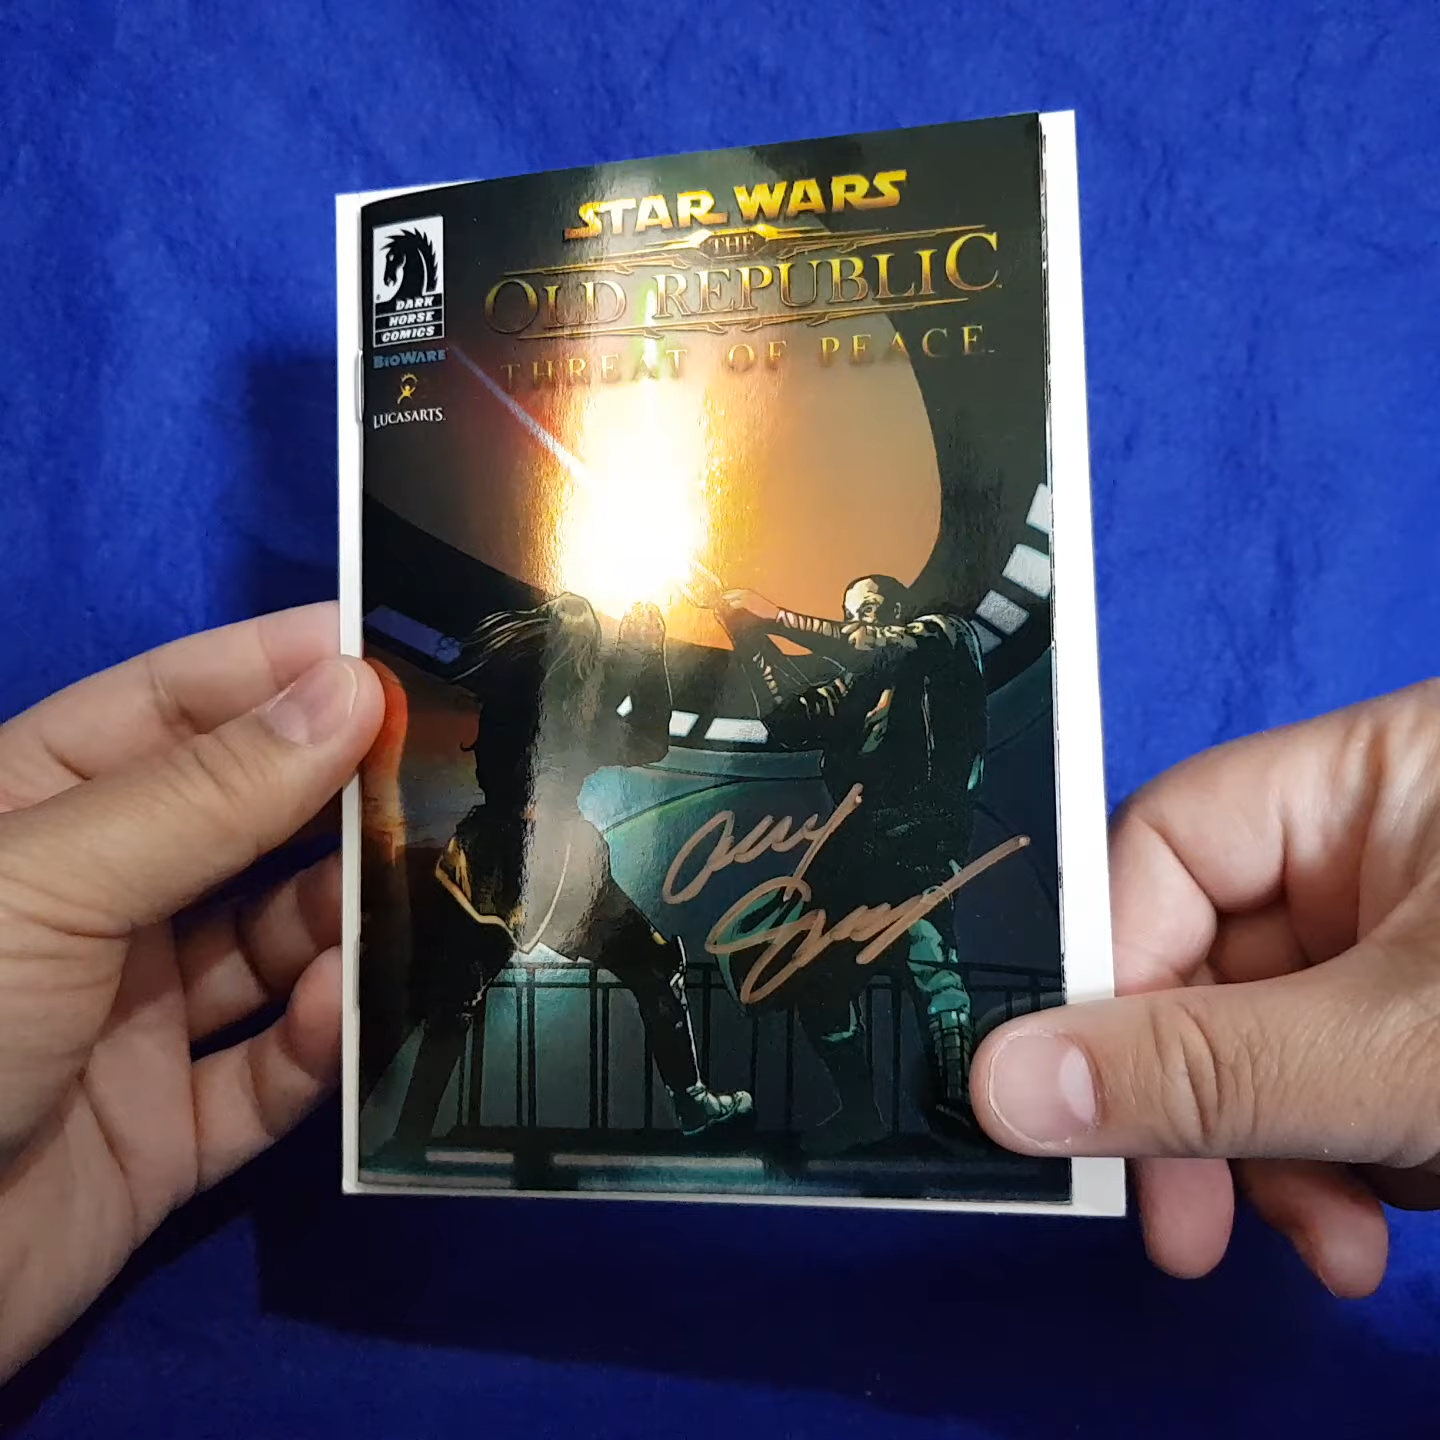 STAR WARS
THE
OLD REPUBLIC
THREAT OF PEACE
DARK
HORSE
COMICS
BIOWARE
LUCASARTS